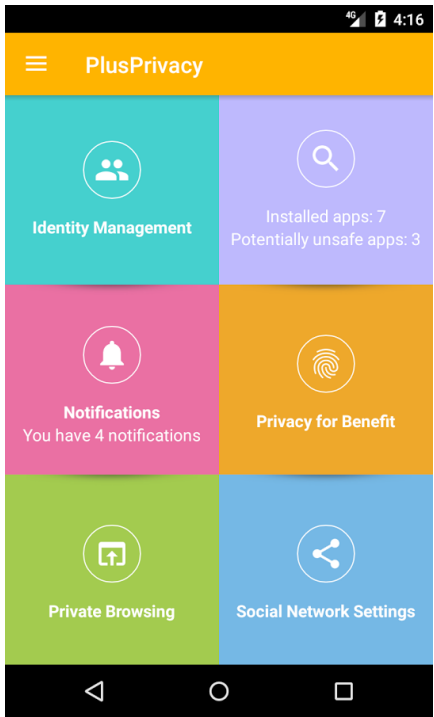 4G 4:16
PlusPrivacy
Identity Management
Installed apps: 7
Potentially unsafe apps: 3
Notifications
You have 4 notifications
Privacy for Benefit
Private Browsing
Social Network Settings